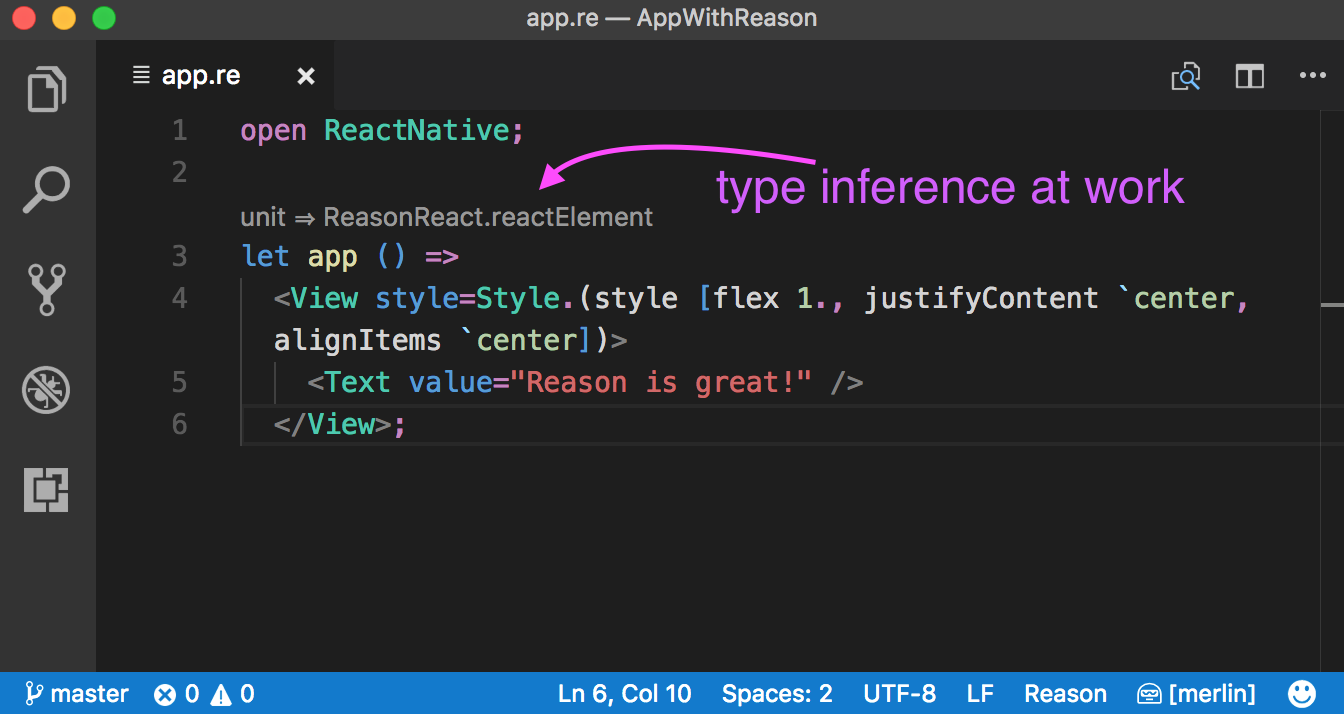 app.re — AppWithReason
app.re
1 open ReactNative;
type inference at work
2
unit ⇒ ReasonReact.reactElement
3 let app () =>
4 <View style=Style.(style [flex 1., justifyContent `center,
alignItems `center])>
5 <Text value="Reason is great!" />
6 </View>;
master 0 0 Ln 6, Col 10 Spaces: 2 UTF-8 LF Reason [merlin]